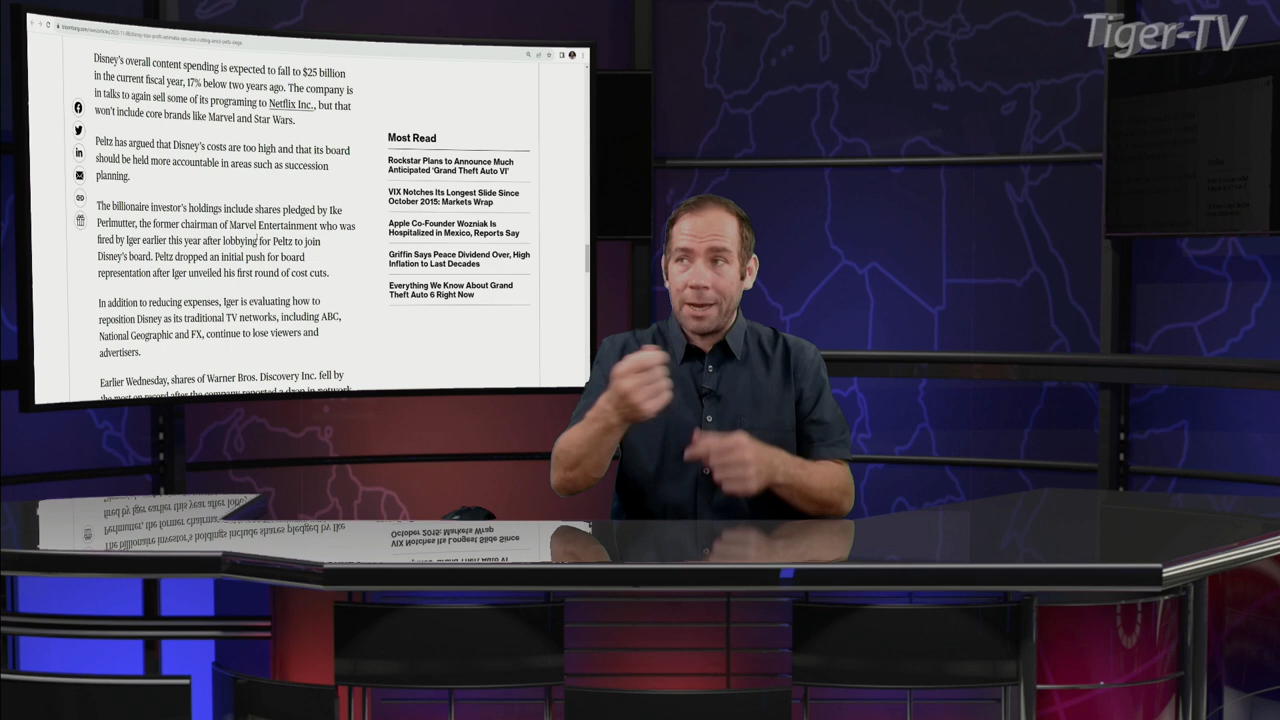 Tiger-TV
Disney's overall content spending is expected to fall to $25 billion
in the current fiscal year, 17% below two years ago. The company is
in talks to again sell some of its programing to Netflix Inc., but that
won't include core brands like Marvel and Star Wars.
Peltz has argued that Disney's costs are too high and that its board
should be held more accountable in areas such as succession
planning.
The billionaire investor's holdings include shares pledged by Ike
Perlmutter, the former chairman of Marvel Entertainment who was
fired by Iger earlier this year after lobbying for Peltz to join
Disney's board. Peltz dropped an initial push for board
representation after Iger unveiled his first round of cost cuts.
In addition to reducing expenses, Iger is evaluating how to
reposition Disney as its traditional TV networks, including ABC,
National Geographic and FX, continue to lose viewers and
advertisers.
Earlier Wednesday, shares of Warner Bros. Discovery Inc. fell by
the most on record after the company reported a drop in network
Most Read
Rockstar Plans to Announce Much
Anticipated 'Grand Theft Auto VI'
VIX Notches Its Longest Slide Since
October 2015: Markets Wrap
Apple Co-Founder Wozniak Is
Hospitalized in Mexico, Reports Say
Griffin Says Peace Dividend Over, High
Inflation to Last Decades
Everything We Know About Grand
Theft Auto 6 Right Now